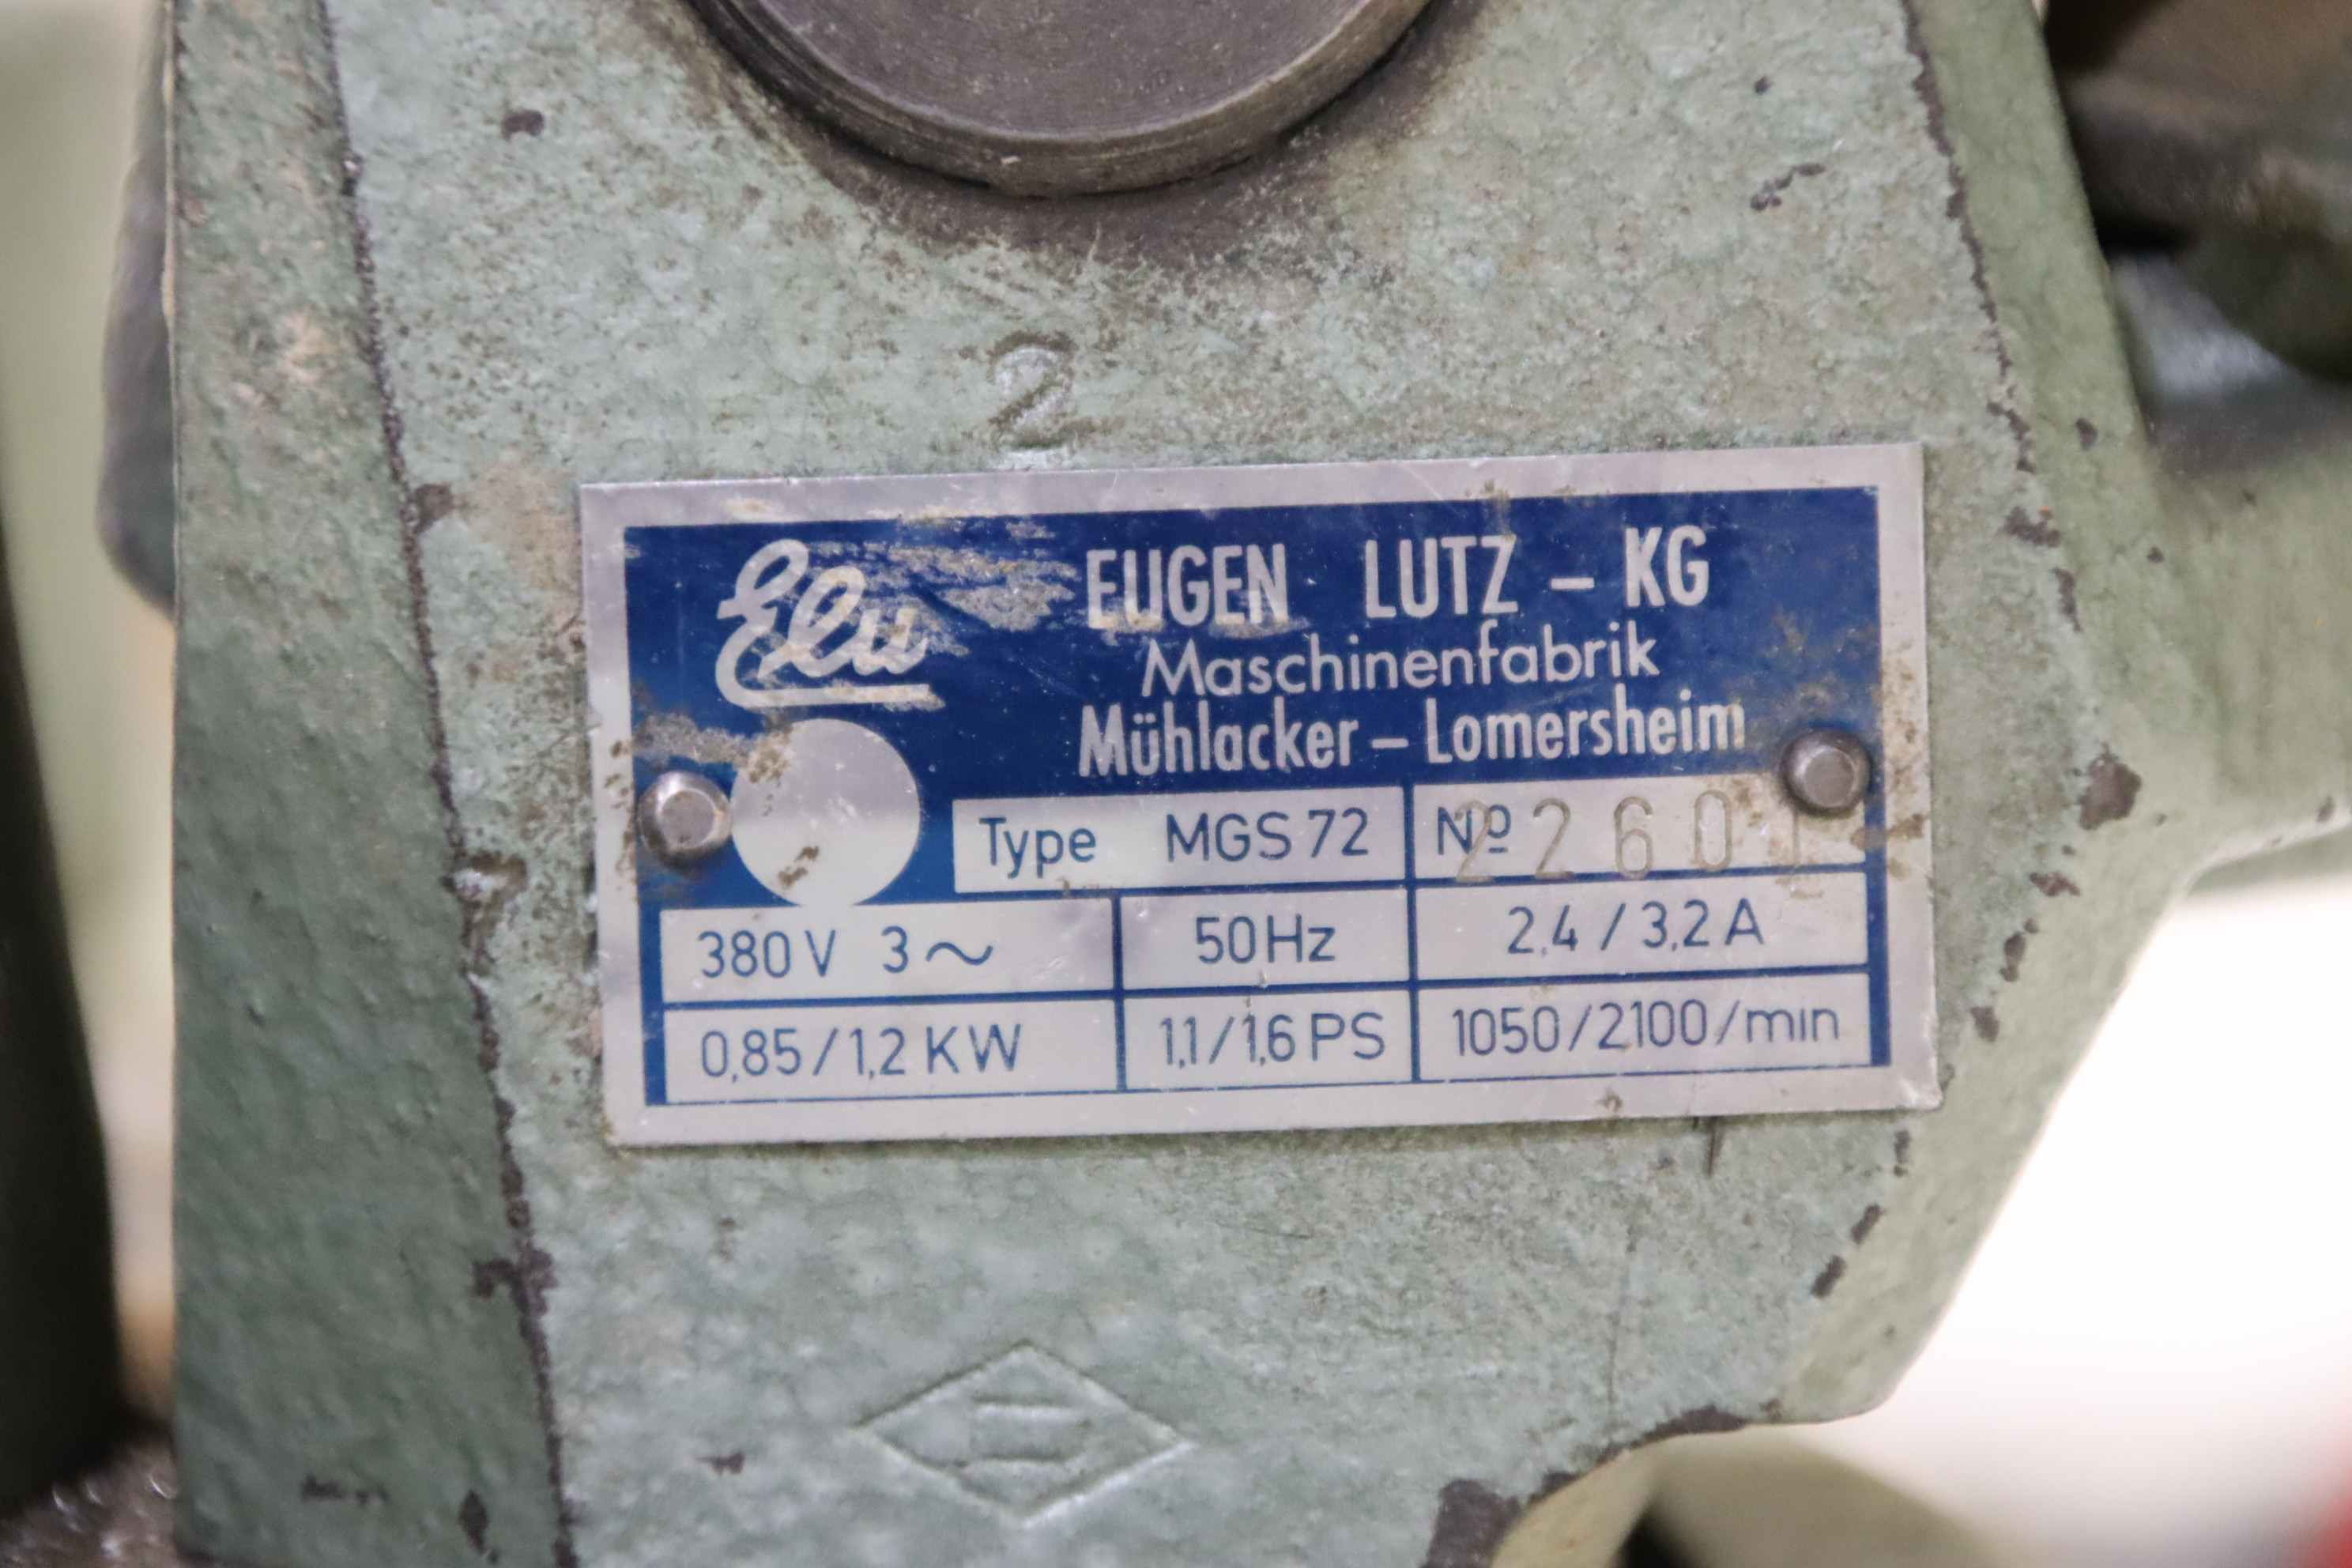 2
Elu
EUGEN LUTZ – KG
Maschinenfabrik
Mühlacker – Lomersheim
Type MGS 72 Nº 22601
380 V 3~ 50 Hz 2,4 / 3,2 A
0,85 / 1,2 KW 1,1 / 1,6 PS 1050/2100/min